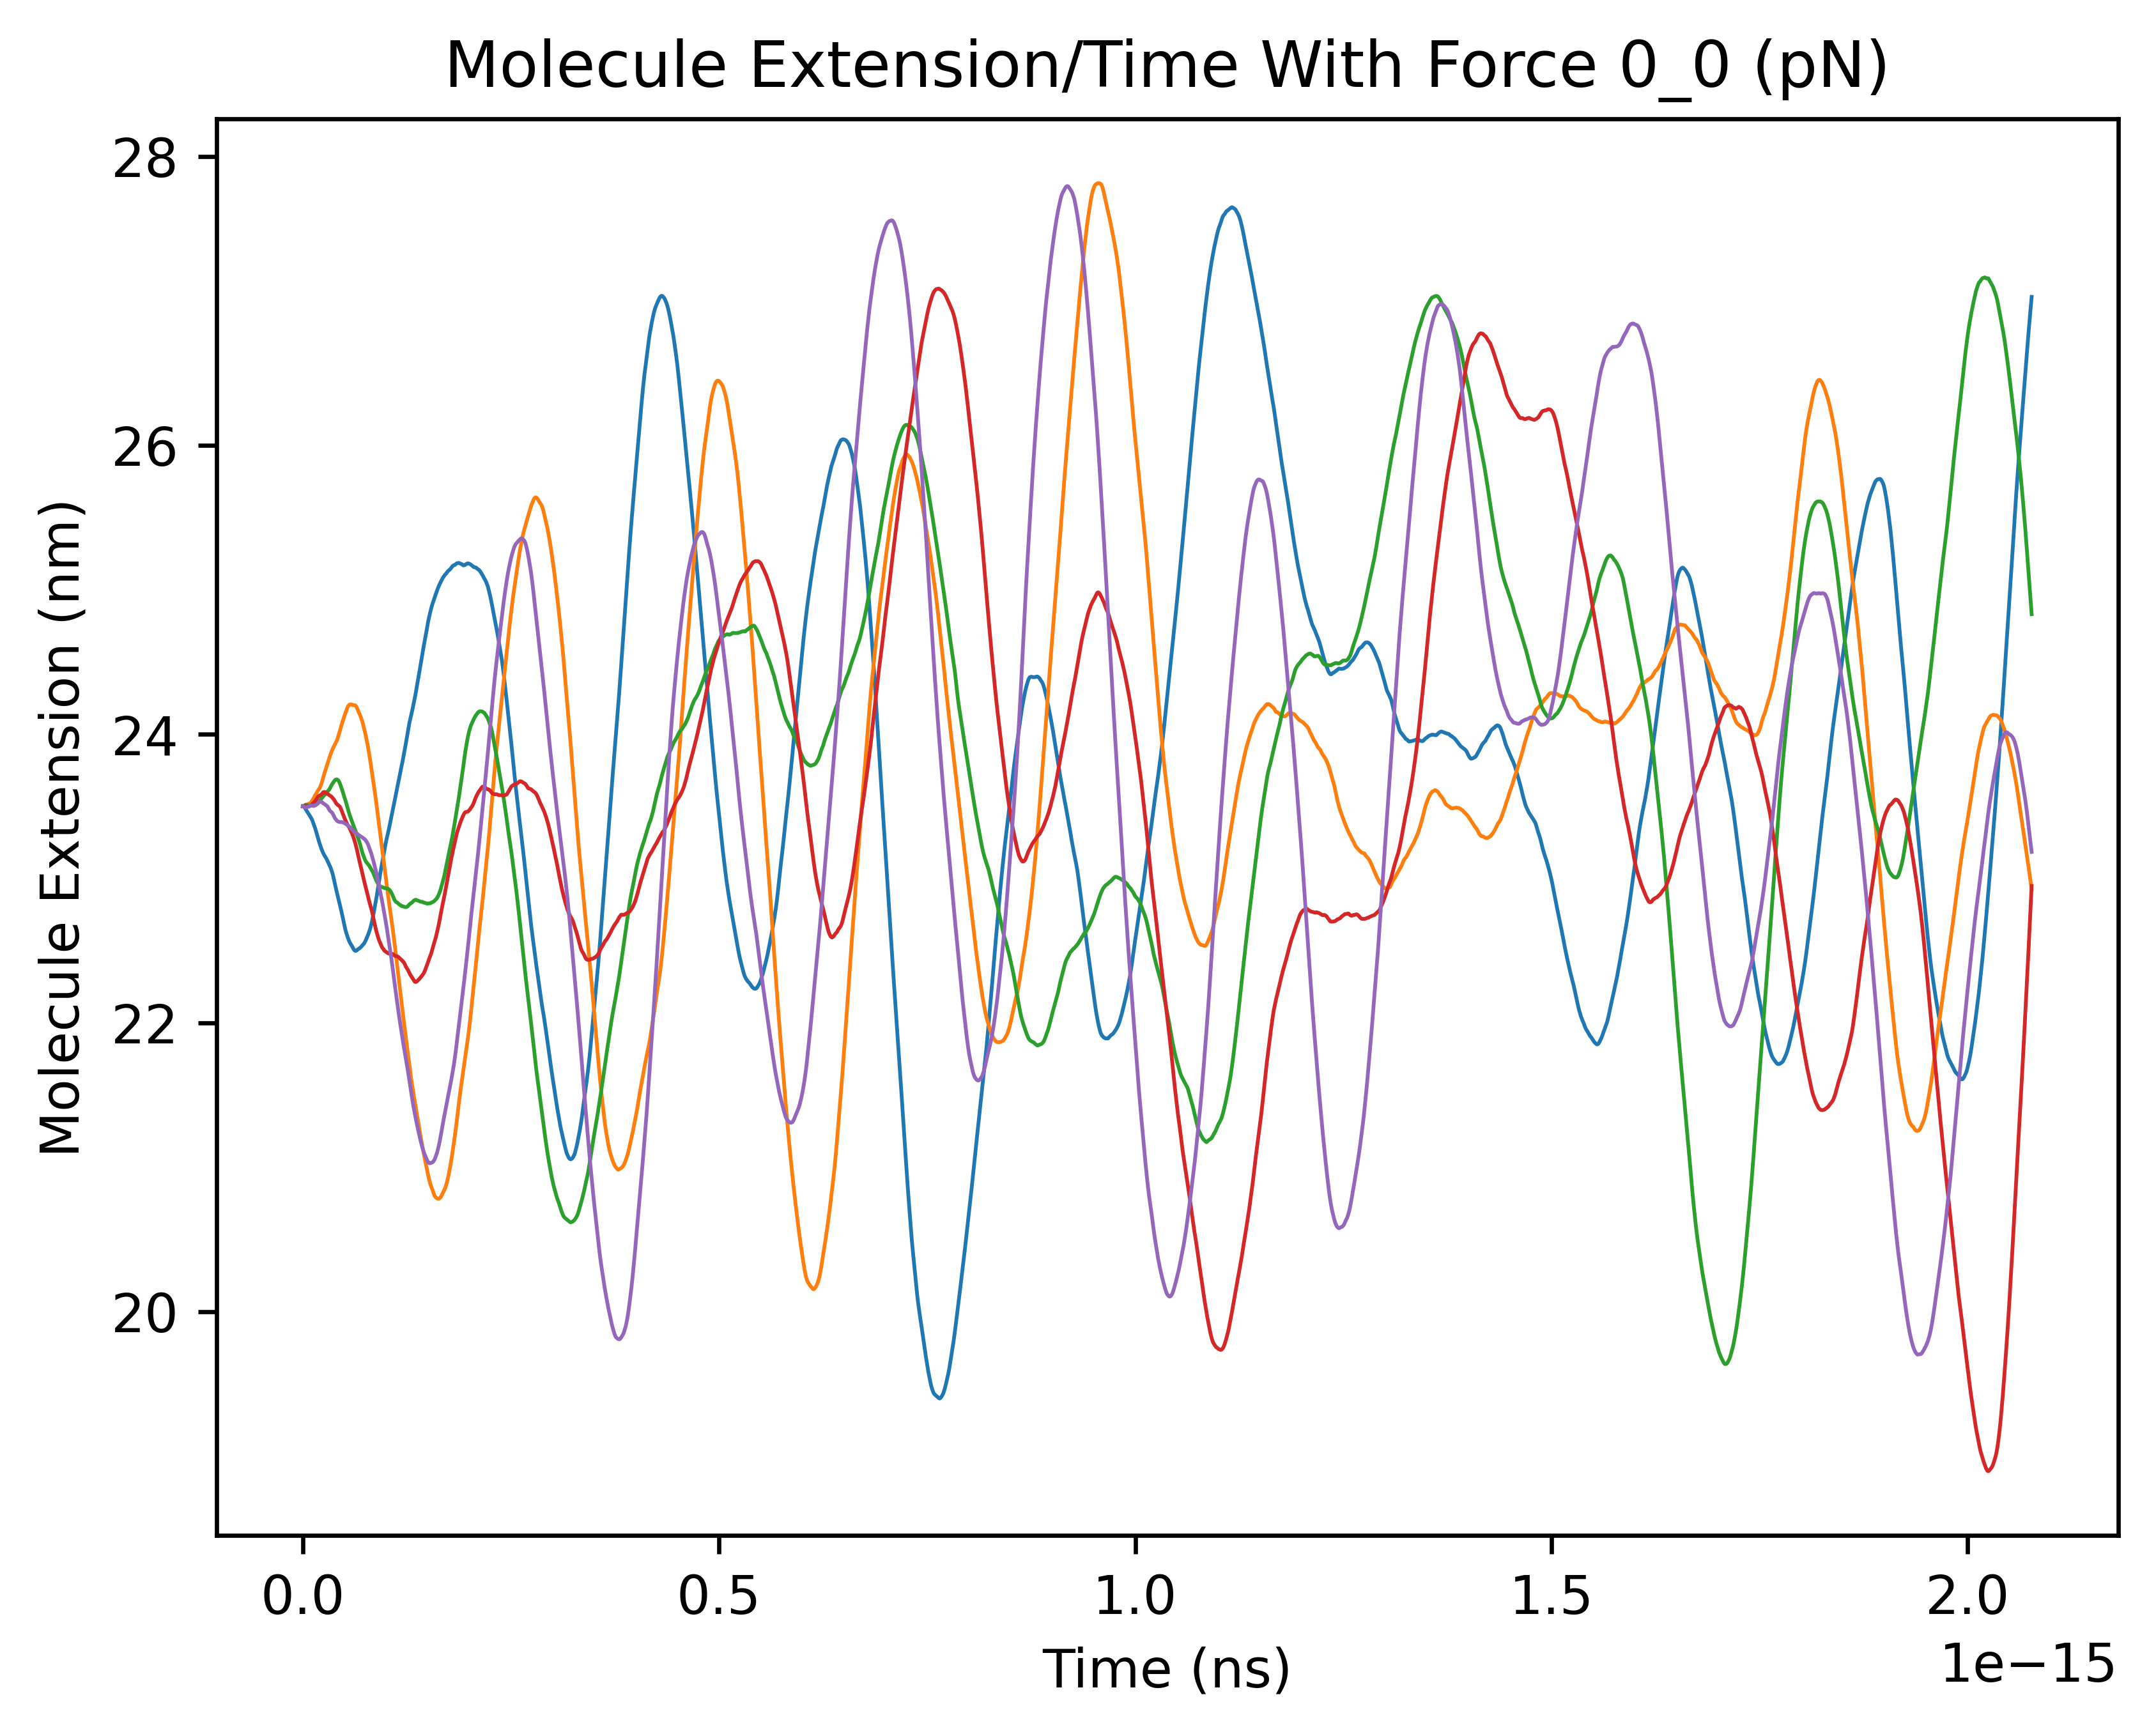 Molecule Extension/Time With Force 0_0 (pN)
28
26
24
22
20
Molecule Extension (nm)
0.0 0.5 1.0 1.5 2.0
Time (ns)
1e−15